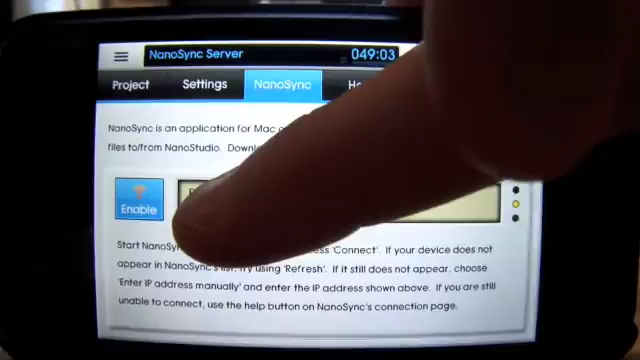 NanoSync Server
049:03
Project Settings NanoSync
NanoSync is an application for Mac
files to/from NanoStudio.
Enable
Start 'Connect'. If your device does not
appear in NanoSync's list, try using 'Refresh'. If it still does not appear, choose
'Enter IP address manually' and enter the IP address shown above. If you are still
unable to connect, use the help button on NanoSync's connection page.